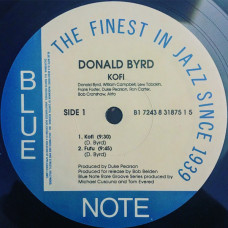 THE FINEST IN JAZZ SINCE 1939
BLUE
NOTE
DONALD BYRD
KOFI
Donald Byrd, William Campbell, Lew Tabackin,
Frank Foster, Duke Pearson, Ron Carter,
Bob Cranshaw, Airto
SIDE 1
B1 7243 8 31875 1 5
1. Kofi (9:30)
(D. Byrd)
2. Fufu (9:45)
(D. Byrd)
Produced by Duke Pearson
Produced for release by Bob Belden
Blue Note Rare Groove Series produced by
Michael Cuscuna and Tom Evered